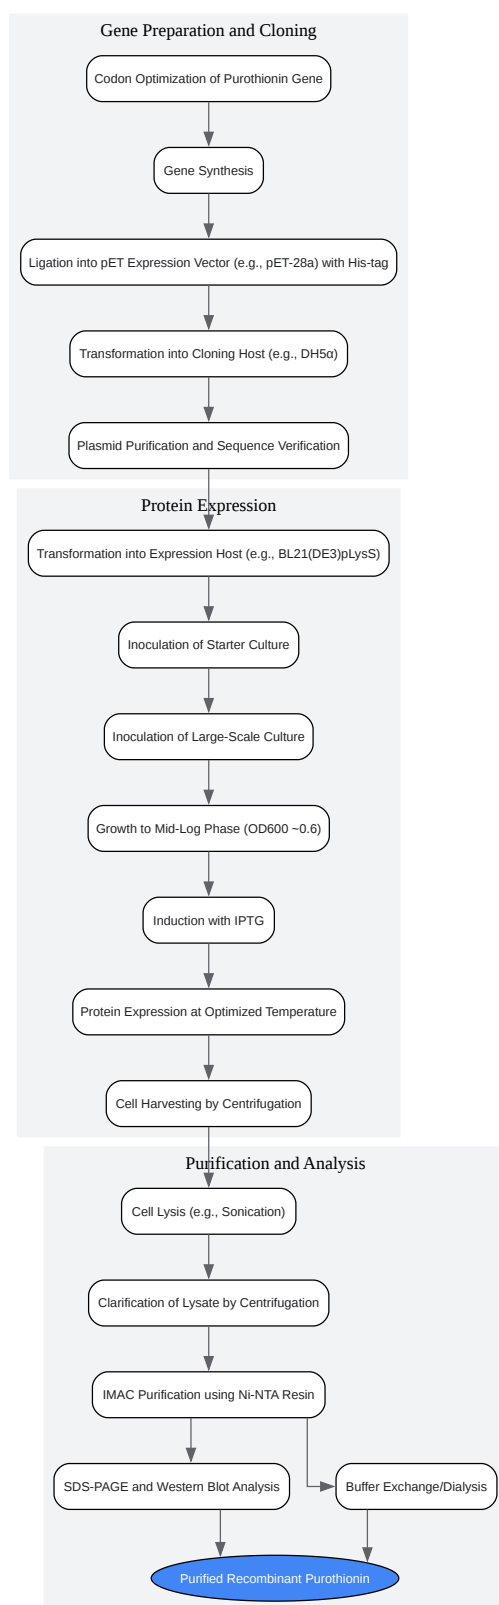 Gene Preparation and Cloning
Codon Optimization of Purothionin Gene
Gene Synthesis
Ligation into pET Expression Vector (e.g., pET-28a) with His-tag
Transformation into Cloning Host (e.g., DH5α)
Plasmid Purification and Sequence Verification
Protein Expression
Transformation into Expression Host (e.g., BL21(DE3)pLysS)
Inoculation of Starter Culture
Inoculation of Large-Scale Culture
Growth to Mid-Log Phase (OD600 ~0.6)
Induction with IPTG
Protein Expression at Optimized Temperature
Cell Harvesting by Centrifugation
Purification and Analysis
Cell Lysis (e.g., Sonication)
Clarification of Lysate by Centrifugation
IMAC Purification using Ni-NTA Resin
SDS-PAGE and Western Blot Analysis
Buffer Exchange/Dialysis
Purified Recombinant Purothionin